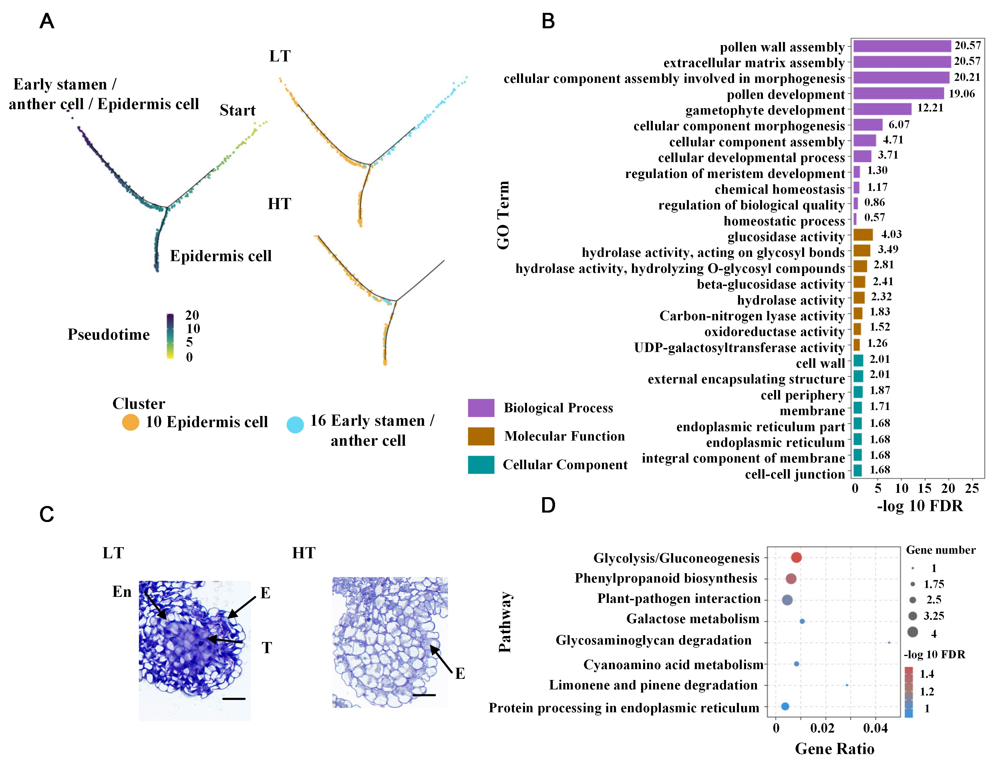 A
LT
Early stamen /
anther cell / Epidermis cell
Start
HT
Epidermis cell
Pseudotime
20
10
5
0
Cluster
10 Epidermis cell
16 Early stamen /
anther cell
B
GO Term
pollen wall assembly 20.57
extracellular matrix assembly 20.57
cellular component assembly involved in morphogenesis 20.21
pollen development 19.06
gametophyte development 12.21
cellular component morphogenesis 6.07
cellular component assembly 4.71
cellular developmental process 3.71
regulation of meristem development 1.30
chemical homeostasis 1.17
regulation of biological quality 0.86
homeostatic process 0.57
glucosidase activity 4.03
hydrolase activity, acting on glycosyl bonds 3.49
hydrolase activity, hydrolyzing O-glycosyl compounds 2.81
beta-glucosidase activity 2.41
hydrolase activity 2.32
Carbon-nitrogen lyase activity 1.83
oxidoreductase activity 1.52
UDP-galactosyltransferase activity 1.26
cell wall 2.01
external encapsulating structure 2.01
cell periphery 1.87
membrane 1.71
endoplasmic reticulum part 1.68
endoplasmic reticulum 1.68
integral component of membrane 1.68
cell-cell junction 1.68
0 5 10 15 20 25
-log 10 FDR
Biological Process
Molecular Function
Cellular Component
C
LT
HT
En
E
T
E
D
Pathway
Glycolysis/Gluconeogenesis
Phenylpropanoid biosynthesis
Plant-pathogen interaction
Galactose metabolism
Glycosaminoglycan degradation
Cyanoamino acid metabolism
Limonene and pinene degradation
Protein processing in endoplasmic reticulum
0 0.02 0.04
Gene Ratio
Gene number
1
1.75
2.5
3.25
4
-log 10 FDR
1.4
1.2
1